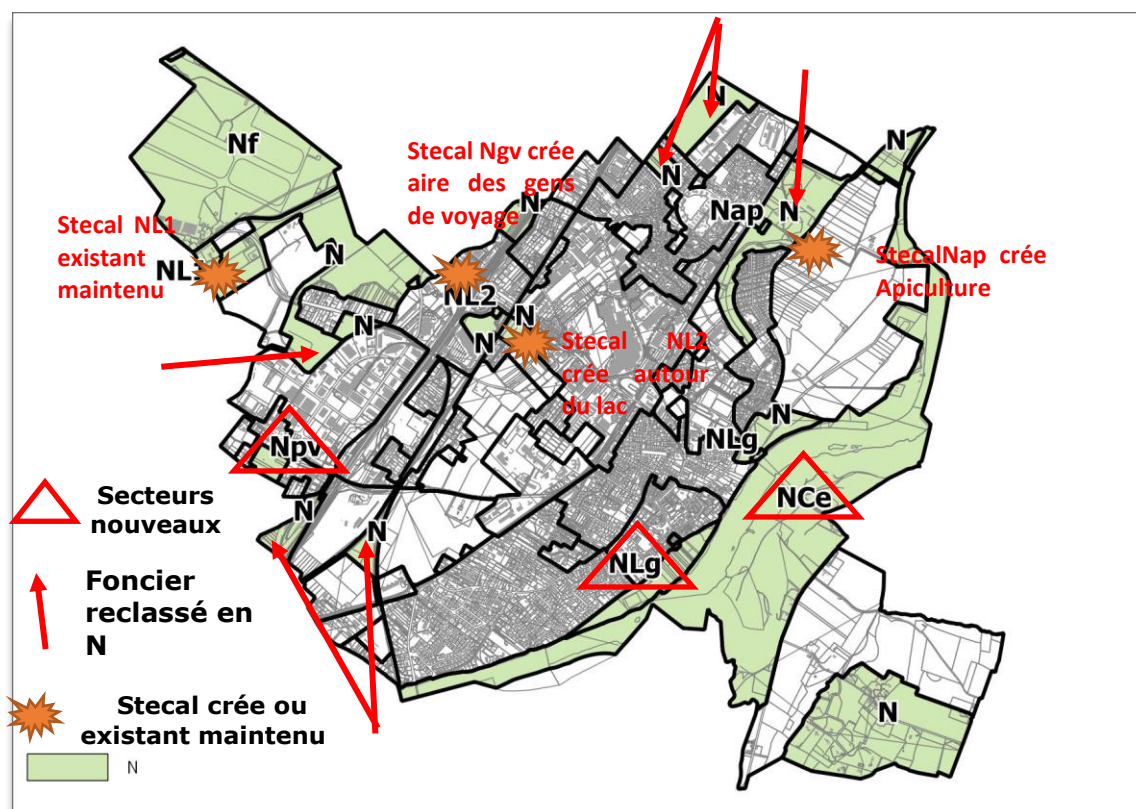 N
Nf
Stecal Ngv crée
aire des gens
de voyage
N
N
N
Nap
N
Stecal NL1
existant
maintenu
NL
N
StecalNap crée
Apiculture
NL2
N
N
N
Stecal NL2
crée autour
du lac
N
NLg
Npv
Secteurs
nouveaux
NCe
N
N
NLg
Foncier
reclassé en
N
Stecal crée ou
existant maintenu
N
N